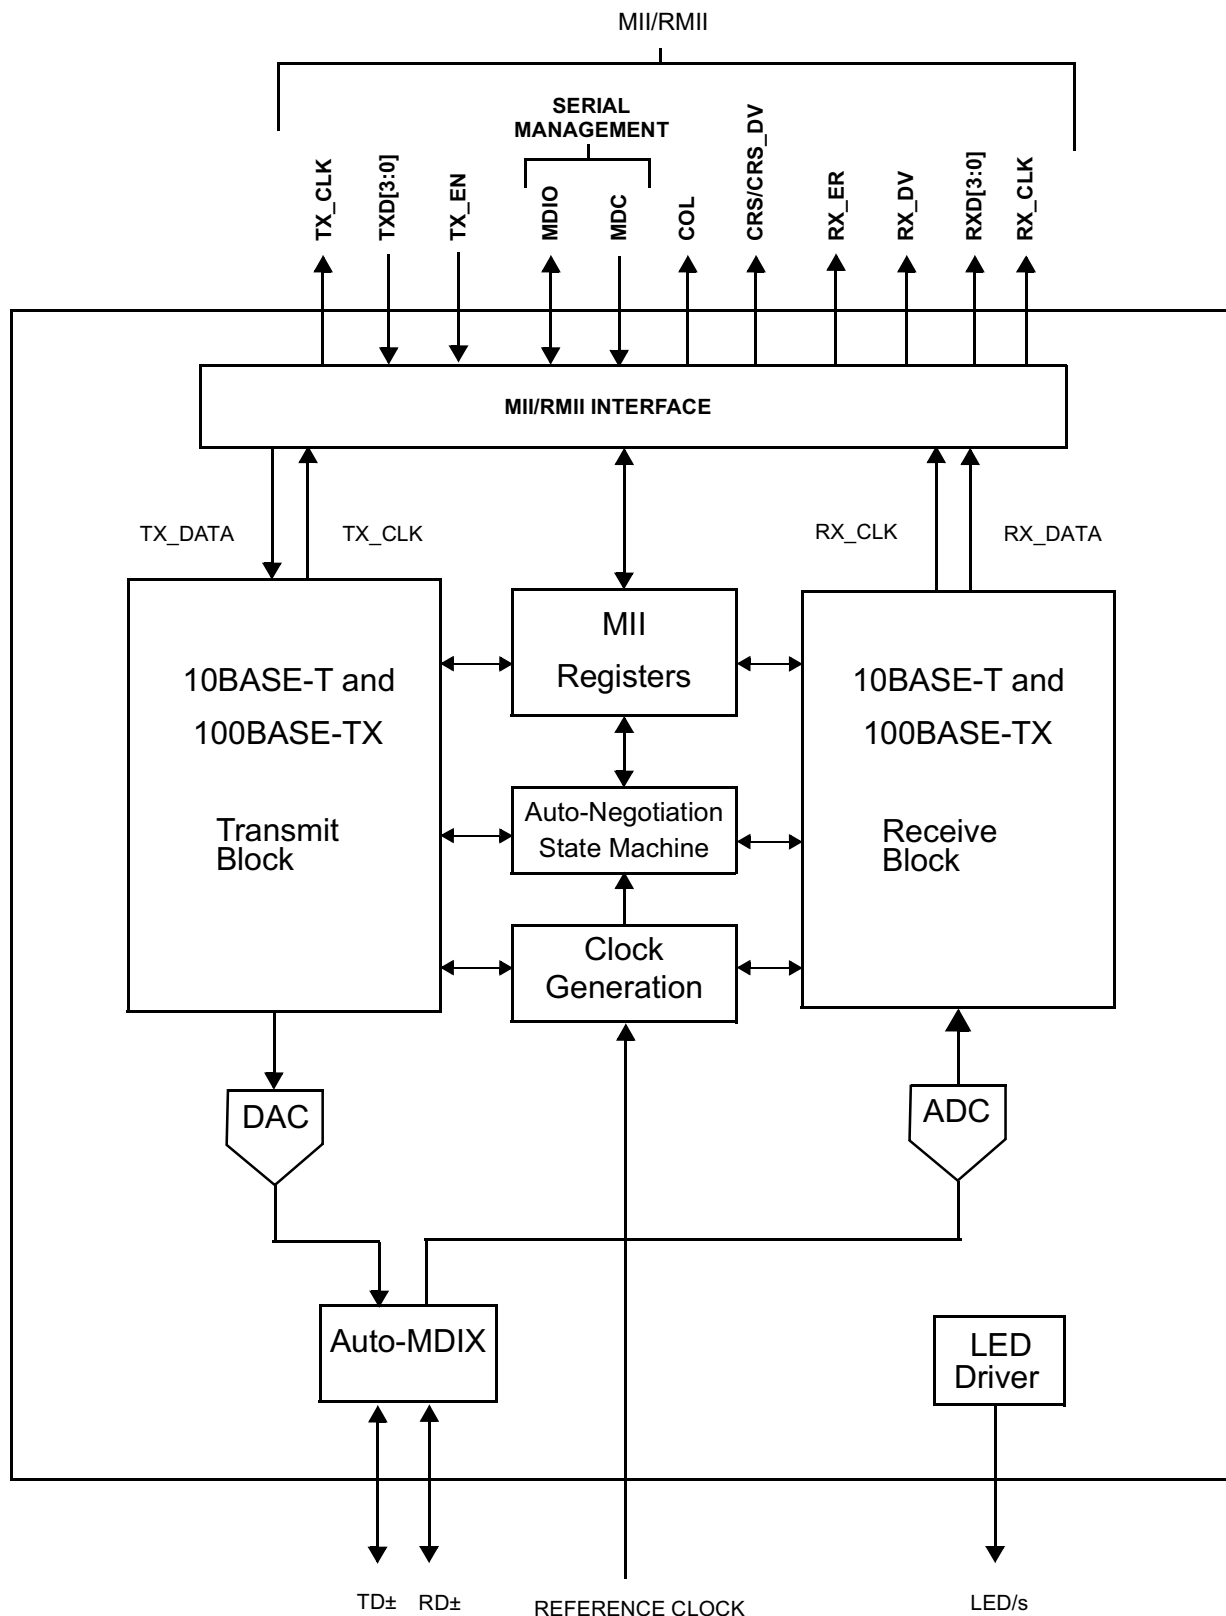 MII/RMII
SERIAL
MANAGEMENT
TX_CLK
TXD[3:0]
TX_EN
MDIO
MDC
COL
CRS/CRS_DV
RX_ER
RX_DV
RXD[3:0]
RX_CLK
MII/RMII INTERFACE
TX_DATA
TX_CLK
RX_CLK
RX_DATA
10BASE-T and
100BASE-TX
Transmit
Block
MII
Registers
Auto-Negotiation
State Machine
Clock
Generation
10BASE-T and
100BASE-TX
Receive
Block
DAC
ADC
Auto-MDIX
LED
Driver
TD±
RD±
REFERENCE CLOCK
LED/s